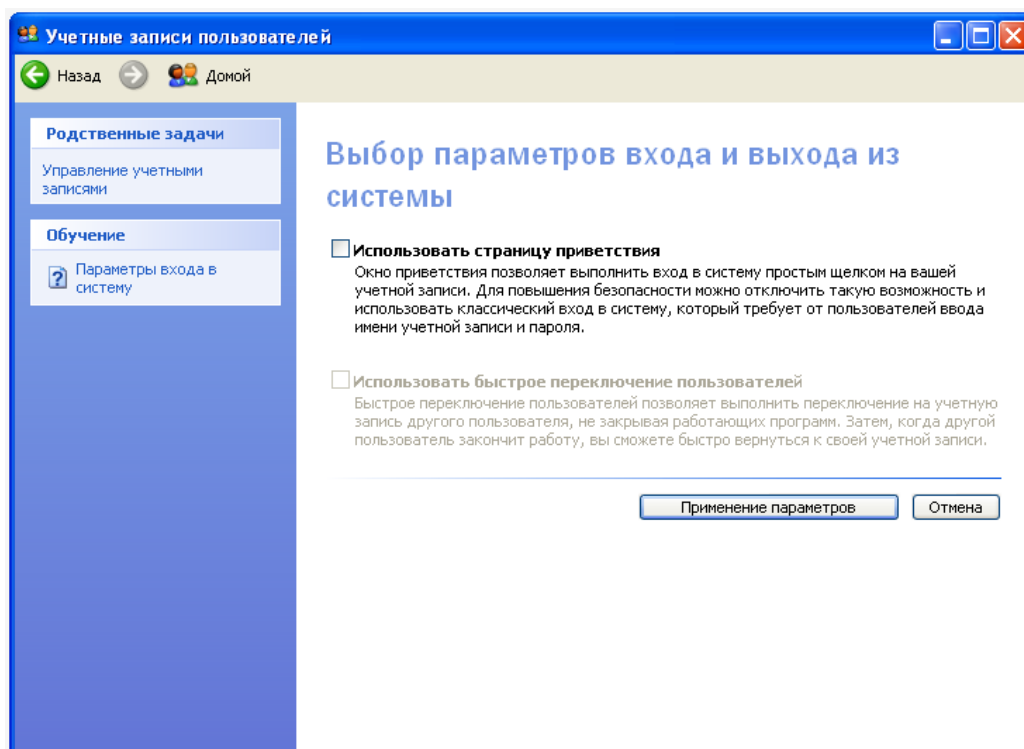 Учетные записи пользователей
Назад
Домой
Родственные задачи
Управление учетными
записями
Обучение
Параметры входа в
систему
Выбор параметров входа и выхода из
системы
Использовать страницу приветствия
Окно приветствия позволяет выполнить вход в систему простым щелком на вашей
учетной записи. Для повышения безопасности можно отключить такую возможность и
использовать классический вход в систему, который требует от пользователей ввода
имени учетной записи и пароля.
Использовать быстрое переключение пользователей
Быстрое переключение пользователей позволяет выполнить переключение на учетную
запись другого пользователя, не закрывая работающих программ. Затем, когда другой
пользователь закончит работу, вы сможете быстро вернуться к своей учетной записи.
Применение параметров
Отмена